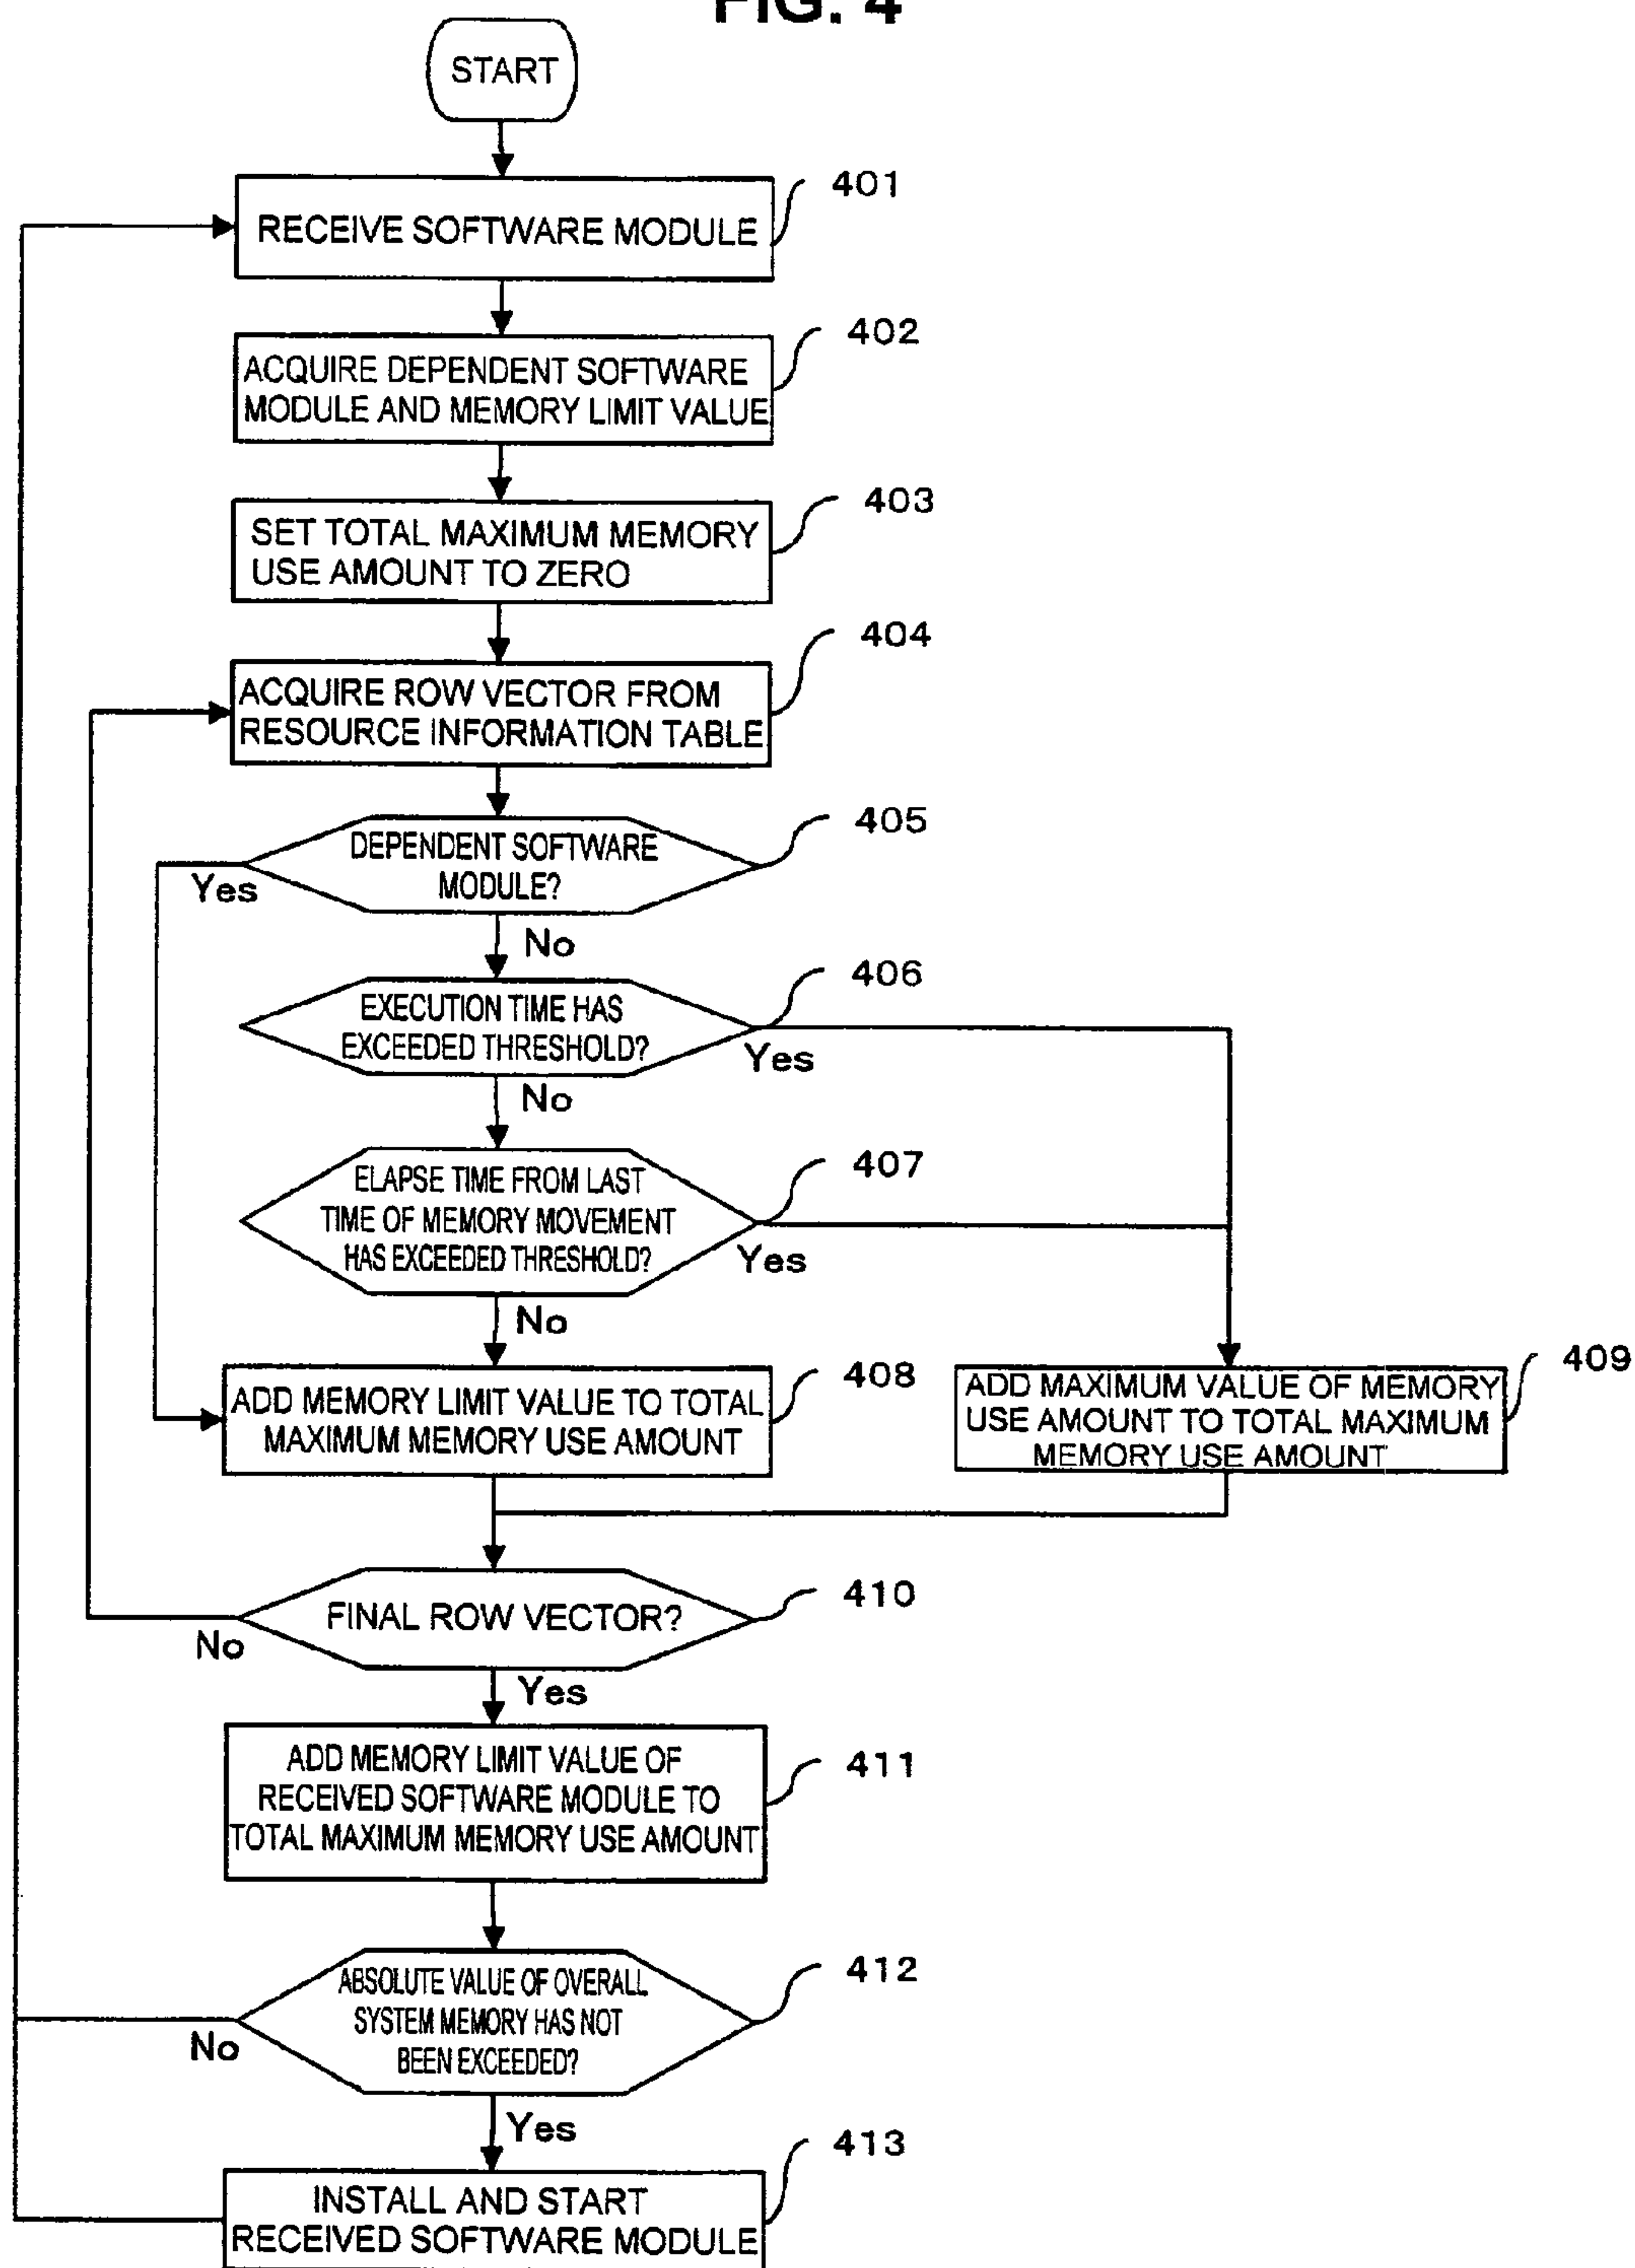 FIG. 4
START
401
RECEIVE SOFTWARE MODULE
402
ACQUIRE DEPENDENT SOFTWARE
MODULE AND MEMORY LIMIT VALUE
403
SET TOTAL MAXIMUM MEMORY
USE AMOUNT TO ZERO
404
ACQUIRE ROW VECTOR FROM
RESOURCE INFORMATION TABLE
405
DEPENDENT SOFTWARE
MODULE?
Yes
No
406
EXECUTION TIME HAS
EXCEEDED THRESHOLD?
Yes
No
407
ELAPSE TIME FROM LAST
TIME OF MEMORY MOVEMENT
HAS EXCEEDED THRESHOLD?
Yes
No
408
ADD MEMORY LIMIT VALUE TO TOTAL
MAXIMUM MEMORY USE AMOUNT
409
ADD MAXIMUM VALUE OF MEMORY
USE AMOUNT TO TOTAL MAXIMUM
MEMORY USE AMOUNT
410
FINAL ROW VECTOR?
No
Yes
411
ADD MEMORY LIMIT VALUE OF
RECEIVED SOFTWARE MODULE TO
TOTAL MAXIMUM MEMORY USE AMOUNT
412
ABSOLUTE VALUE OF OVERALL
SYSTEM MEMORY HAS NOT
BEEN EXCEEDED?
No
Yes
413
INSTALL AND START
RECEIVED SOFTWARE MODULE